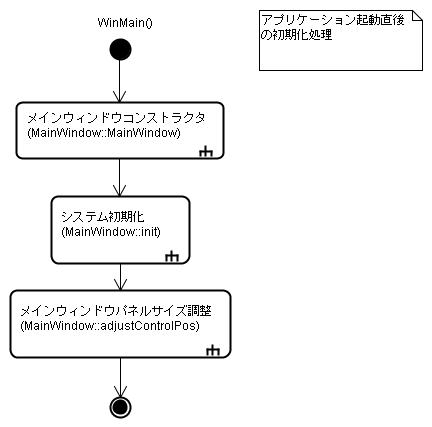 WinMain()
アプリケーション起動直後
の初期化処理
メインウィンドウコンストラクタ
(MainWindow::MainWindow)
システム初期化
(MainWindow::init)
メインウィンドウパネルサイズ調整
(MainWindow::adjustControlPos)